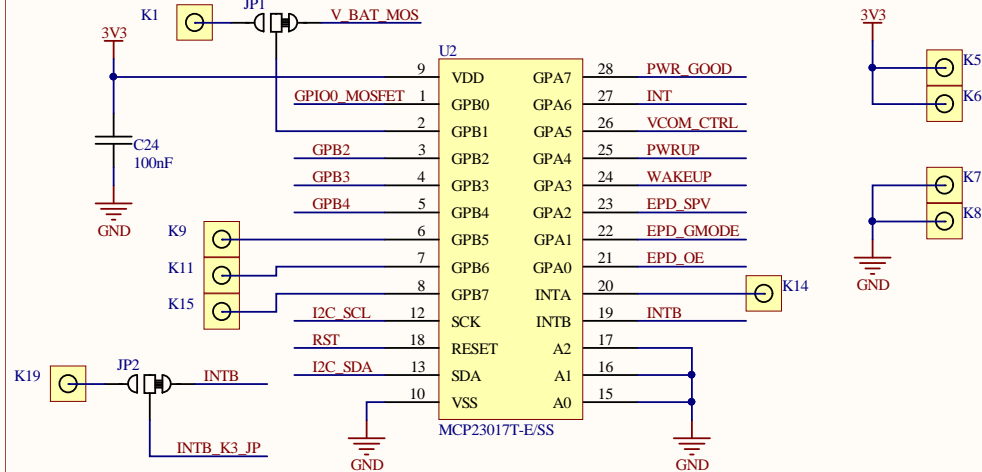 K1
JP1
V_BAT_MOS
3V3
C24
100nF
GND
U2
9 VDD GPA7 28 PWR_GOOD
GPIO0_MOSFET 1 GPB0 GPA6 27 INT
2 GPB1 GPA5 26 VCOM_CTRL
GPB2 3 GPB2 GPA4 25 PWRUP
GPB3 4 GPB3 GPA3 24 WAKEUP
GPB4 5 GPB4 GPA2 23 EPD_SPV
K9 6 GPB5 GPA1 22 EPD_GMODE
K11 7 GPB6 GPA0 21 EPD_OE
K15 8 GPB7 INTA 20 K14
I2C_SCL 12 SCK INTB 19 INTB
RST 18 RESET A2 17
I2C_SDA 13 SDA A1 16
10 VSS A0 15
MCP23017T-E/SS
GND
GND
K19
JP2
INTB
INTB_K3_JP
3V3
K5
K6
K7
K8
GND